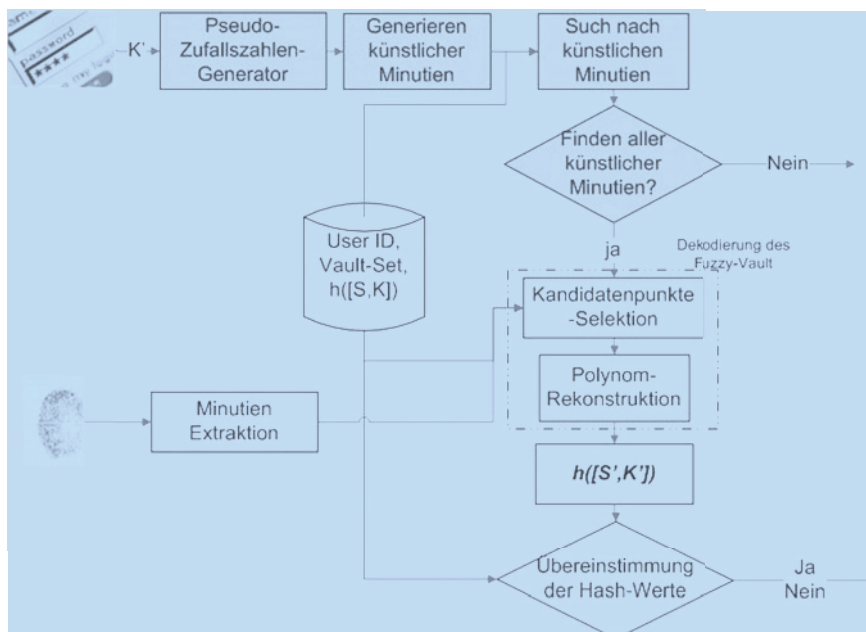 password
****
K'
Pseudo-
Zufallszahlen-
Generator
Generieren
künstlicher
Minutien
Such nach
künstlichen
Minutien
Finden aller
künstlicher
Minutien?
Nein
ja
User ID,
Vault-Set,
h([S,K])
Dekodierung des
Fuzzy-Vault
Kandidatenpunkte
-Selektion
Polynom-
Rekonstruktion
Minutien
Extraktion
h([S',K'])
Übereinstimmung
der Hash-Werte
Ja
Nein